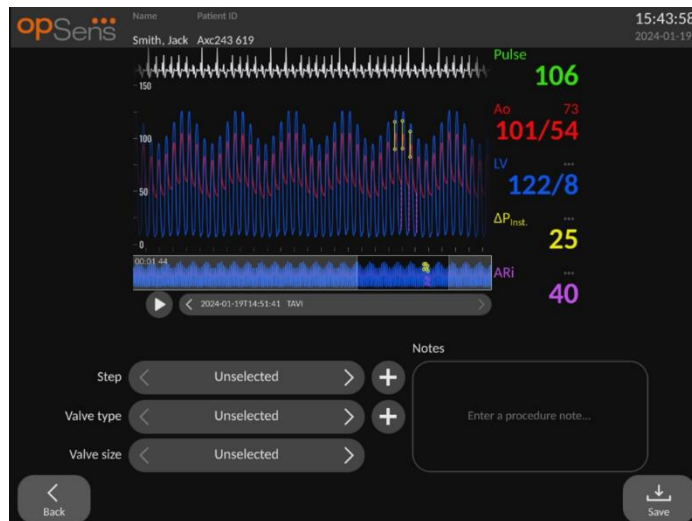 opSens
Name Patient ID
Smith, Jack Axc243 619
15:43:58
2024-01-19
Pulse
106
150
100
50
0
Ao 73
101/54
LV ---
122/8
ΔPInst. ---
25
ARi ---
40
00:01:44
2024-01-19T14:51:41 TAVI
Notes
Step Unselected
Valve type Unselected
Enter a procedure note...
Valve size Unselected
Back
Save